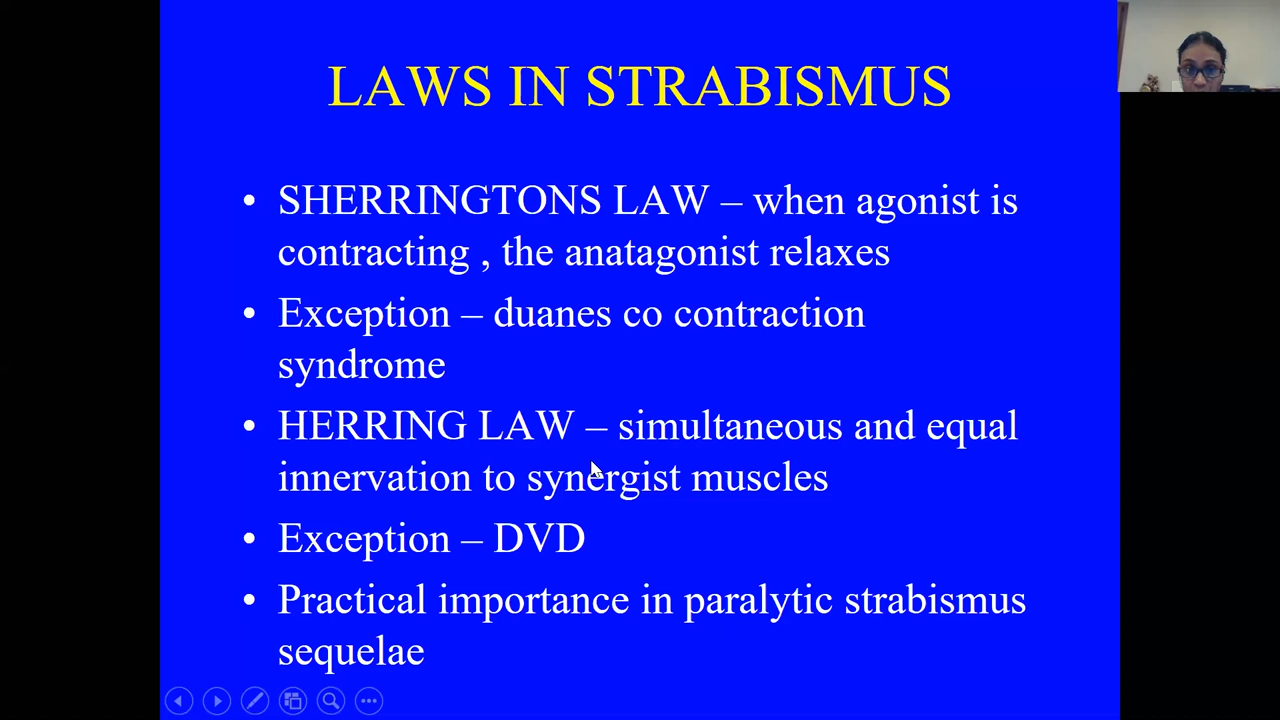 LAWS IN STRABISMUS
• SHERRINGTONS LAW – when agonist is
contracting , the anatagonist relaxes
• Exception – duanes co contraction
syndrome
• HERRING LAW – simultaneous and equal
innervation to synergist muscles
• Exception – DVD
• Practical importance in paralytic strabismus
sequelae